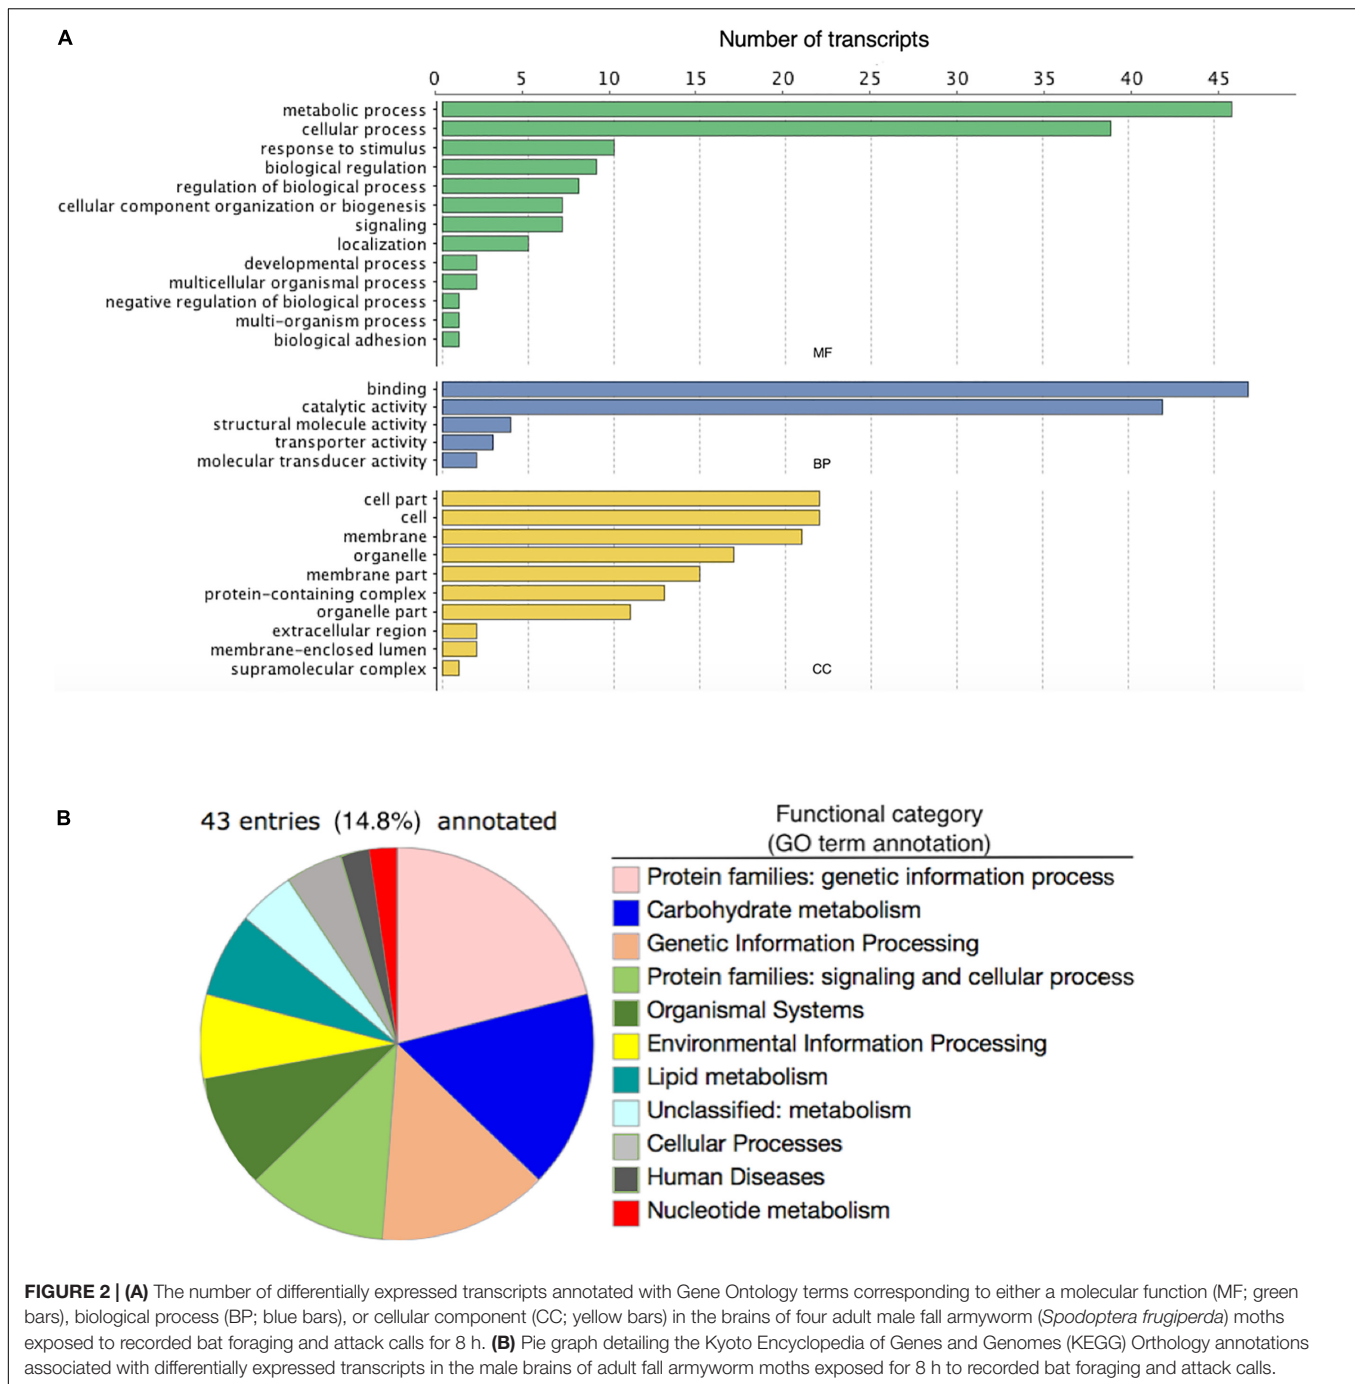 A
Number of transcripts
0 5 10 15 20 25 30 35 40 45
metabolic process
cellular process
response to stimulus
biological regulation
regulation of biological process
cellular component organization or biogenesis
signaling
localization
developmental process
multicellular organismal process
negative regulation of biological process
multi-organism process
biological adhesion
MF
binding
catalytic activity
structural molecule activity
transporter activity
molecular transducer activity
BP
cell part
cell
membrane
organelle
membrane part
protein-containing complex
organelle part
extracellular region
membrane-enclosed lumen
supramolecular complex
CC
B
43 entries (14.8%) annotated
Functional category
(GO term annotation)
Protein families: genetic information process
Carbohydrate metabolism
Genetic Information Processing
Protein families: signaling and cellular process
Organismal Systems
Environmental Information Processing
Lipid metabolism
Unclassified: metabolism
Cellular Processes
Human Diseases
Nucleotide metabolism
FIGURE 2 | (A) The number of differentially expressed transcripts annotated with Gene Ontology terms corresponding to either a molecular function (MF; green
bars), biological process (BP; blue bars), or cellular component (CC; yellow bars) in the brains of four adult male fall armyworm (Spodoptera frugiperda) moths
exposed to recorded bat foraging and attack calls for 8 h. (B) Pie graph detailing the Kyoto Encyclopedia of Genes and Genomes (KEGG) Orthology annotations
associated with differentially expressed transcripts in the male brains of adult fall armyworm moths exposed for 8 h to recorded bat foraging and attack calls.